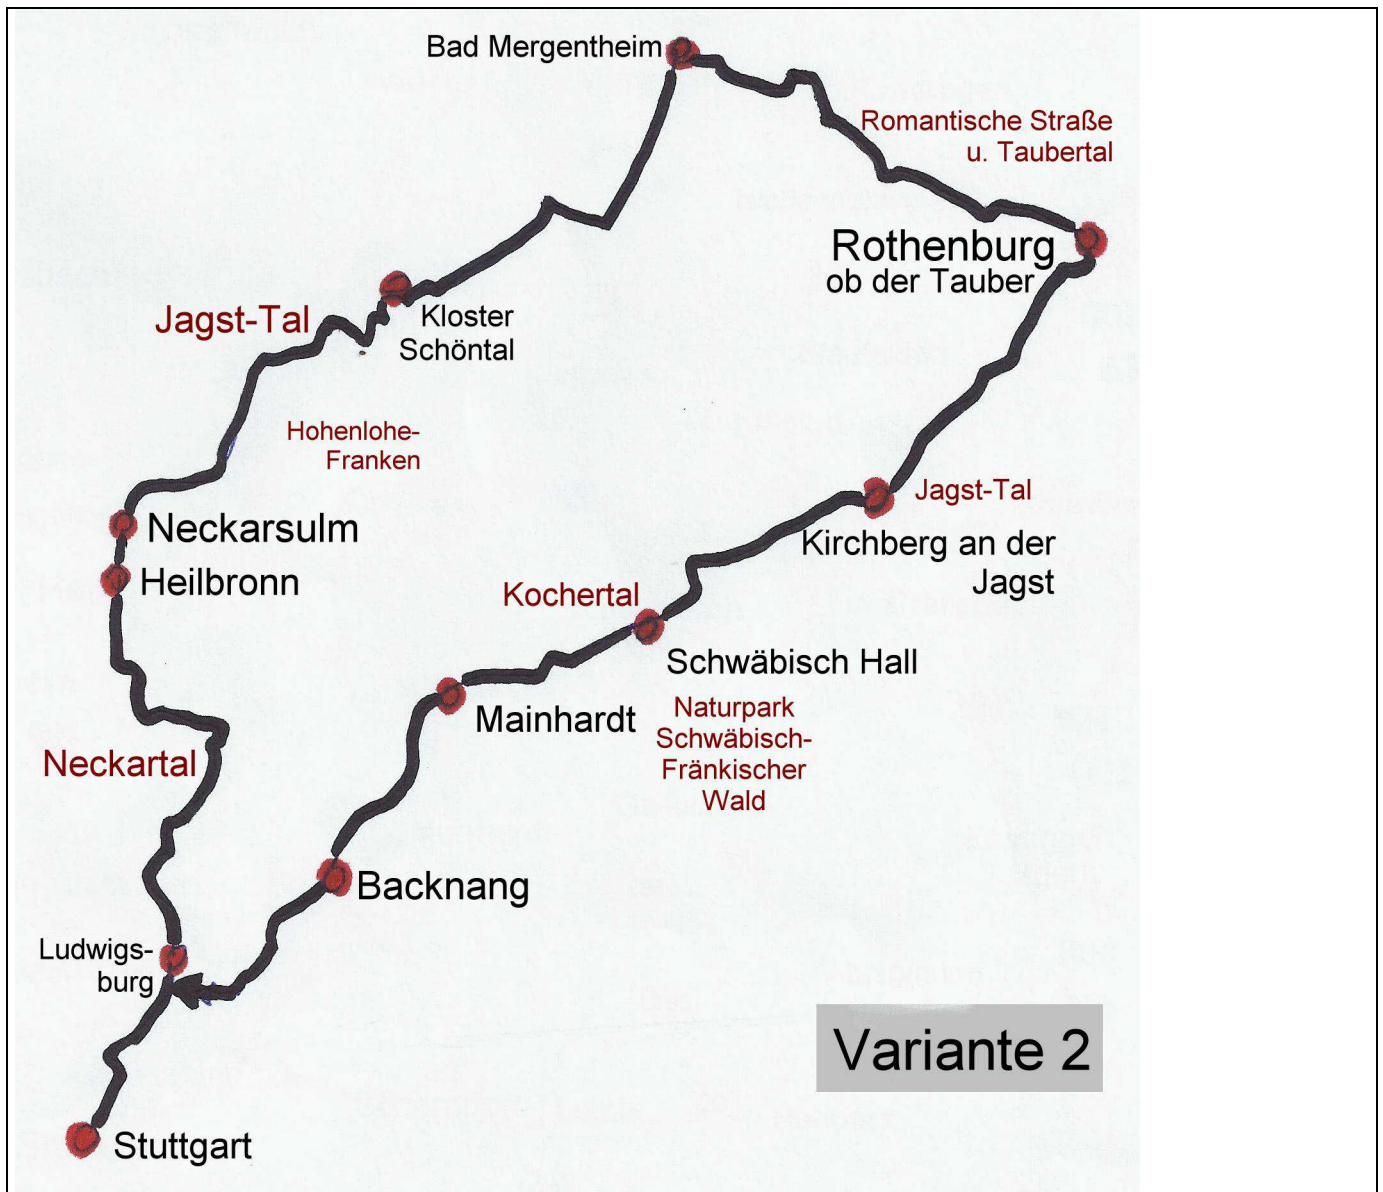 Bad Mergentheim
Romantische Straße
u. Taubertal
Rothenburg
ob der Tauber
Jagst-Tal
Kloster
Schöntal
Hohenlohe-
Franken
Jagst-Tal
Neckarsulm
Kirchberg an der
Jagst
Heilbronn
Kochertal
Schwäbisch Hall
Mainhardt
Naturpark
Schwäbisch-
Fränkischer
Wald
Neckartal
Backnang
Ludwigs-
burg
Variante 2
Stuttgart